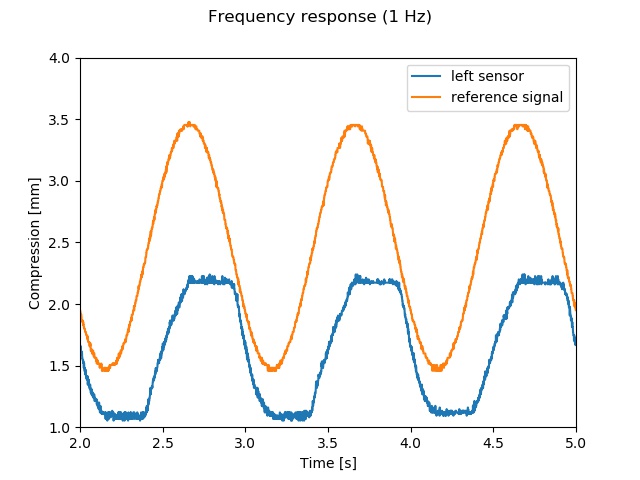 Frequency response (1 Hz)
left sensor
reference signal
4.0
3.5
3.0
2.5
2.0
1.5
1.0
Compression [mm]
2.0 2.5 3.0 3.5 4.0 4.5 5.0
Time [s]